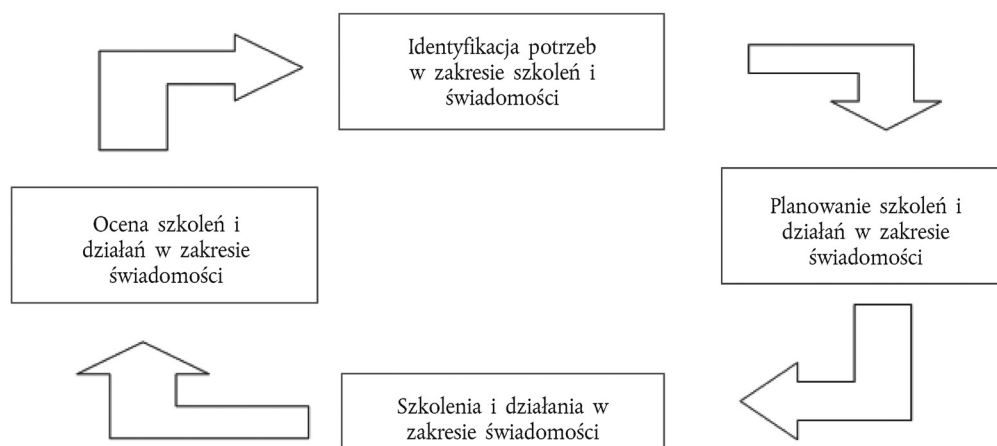 Identyfikacja potrzeb
w zakresie szkoleń i
świadomości
Planowanie szkoleń i
działań w zakresie
świadomości
Szkolenia i działania w
zakresie świadomości
Ocena szkoleń i
działań w zakresie
świadomości